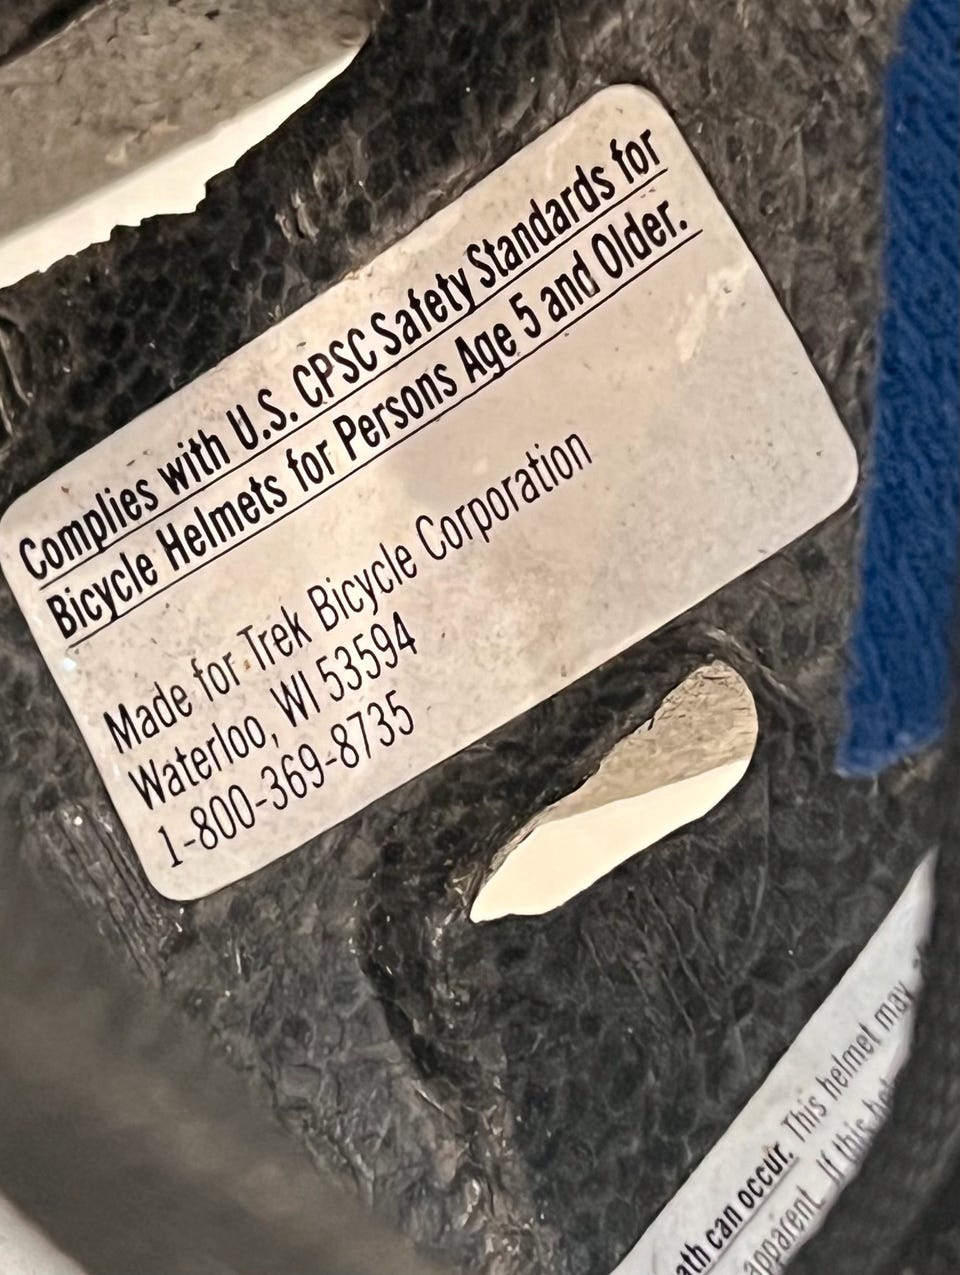 Complies with U.S. CPSC Safety Standards for
Bicycle Helmets for Persons Age 5 and Older.
Made for Trek Bicycle Corporation
Waterloo, WI 53594
1-800-369-8735
ath can occur. This helmet may
apparent. If this